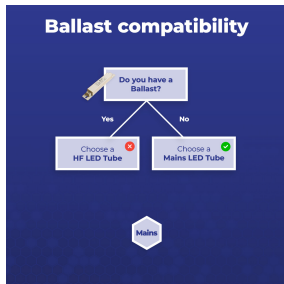 Ballast compatibility
Do you have a
Ballast?
Yes
No
Choose a
HF LED Tube
Choose a
Mains LED Tube
Mains